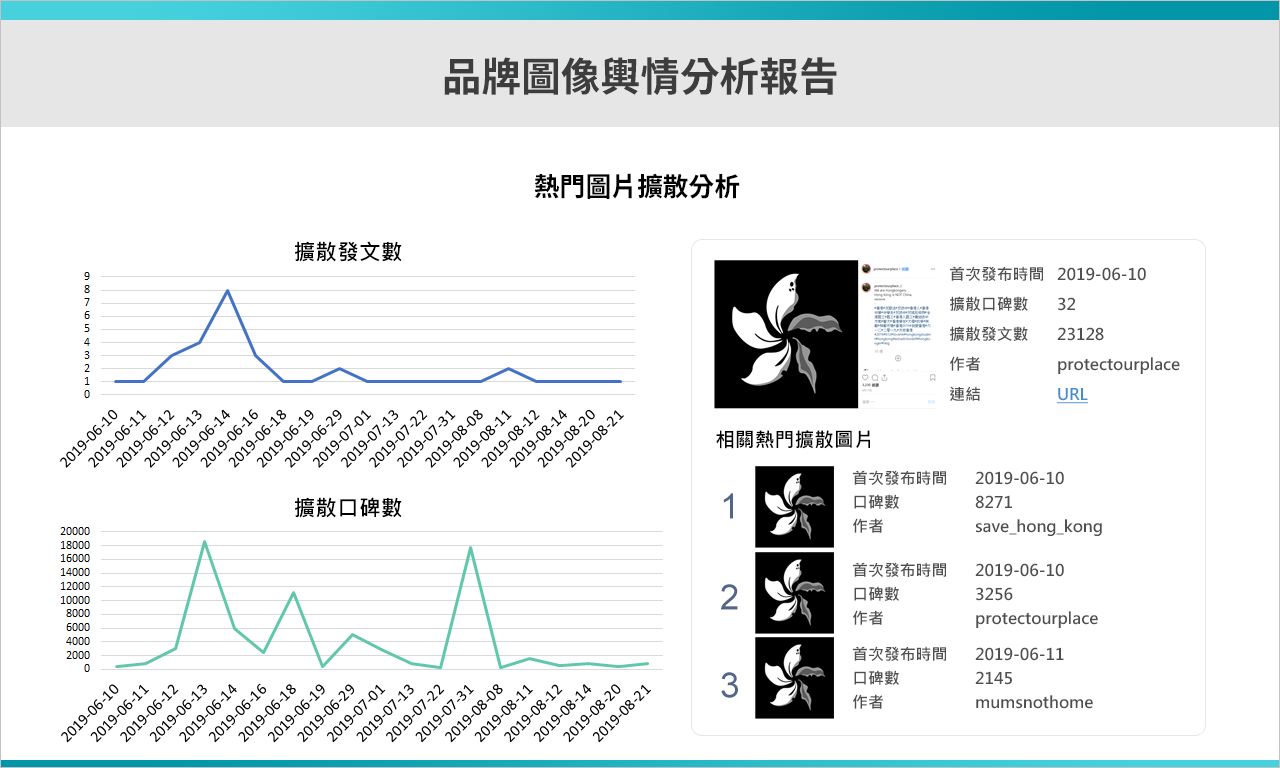 品牌圖像輿情分析報告
熱門圖片擴散分析
擴散發文數
9
8
7
6
5
4
3
2
1
0
2019-06-10
2019-06-11
2019-06-12
2019-06-13
2019-06-14
2019-06-16
2019-06-18
2019-06-19
2019-06-29
2019-07-01
2019-07-13
2019-07-22
2019-07-31
2019-08-08
2019-08-11
2019-08-12
2019-08-14
2019-08-20
2019-08-21
擴散口碑數
20000
18000
16000
14000
12000
10000
8000
6000
4000
2000
0
2019-06-10
2019-06-11
2019-06-12
2019-06-13
2019-06-14
2019-06-16
2019-06-18
2019-06-19
2019-06-29
2019-07-01
2019-07-13
2019-07-22
2019-07-31
2019-08-08
2019-08-11
2019-08-12
2019-08-14
2019-08-20
2019-08-21
protectourplace
protectourplace
We are Hongkongers,
Hong Kong is NOT China,
首次發布時間 2019-06-10
擴散口碑數 32
擴散發文數 23128
作者 protectourplace
連結 URL
相關熱門擴散圖片
1
首次發布時間 2019-06-10
口碑數 8271
作者 save_hong_kong
2
首次發布時間 2019-06-10
口碑數 3256
作者 protectourplace
3
首次發布時間 2019-06-11
口碑數 2145
作者 mumsnothome